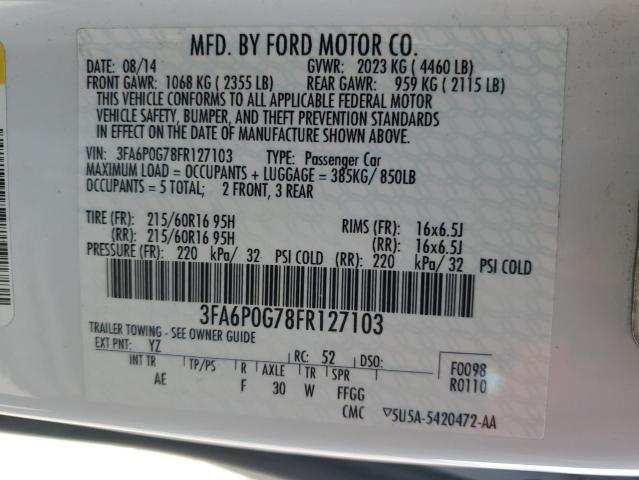 MFD. BY FORD MOTOR CO.
DATE: 08/14 GVWR: 2023 KG ( 4460 LB)
FRONT GAWR: 1068 KG ( 2355 LB) REAR GAWR: 959 KG ( 2115 LB)
THIS VEHICLE CONFORMS TO ALL APPLICABLE FEDERAL MOTOR
VEHICLE SAFETY, BUMPER, AND THEFT PREVENTION STANDARDS
IN EFFECT ON THE DATE OF MANUFACTURE SHOWN ABOVE.
VIN: 3FA6P0G78FR127103 TYPE: Passenger Car
MAXIMUM LOAD = OCCUPANTS + LUGGAGE = 385KG/ 850LB
OCCUPANTS = 5 TOTAL; 2 FRONT, 3 REAR
TIRE (FR): 215/60R16 95H RIMS (FR): 16x6.5J
(RR): 215/60R16 95H (RR): 16x6.5J
PRESSURE (FR): 220 kPa/ 32 PSI COLD (RR): 220 kPa/ 32 PSI COLD
3FA6P0G78FR127103
TRAILER TOWING - SEE OWNER GUIDE
EXT PNT: YZ RC: 52 DSO: F0098
INT TR TP/PS R AXLE TR SPR R0110
AE F 30 W FFGG
CMC ▽5U5A-5420472-AA